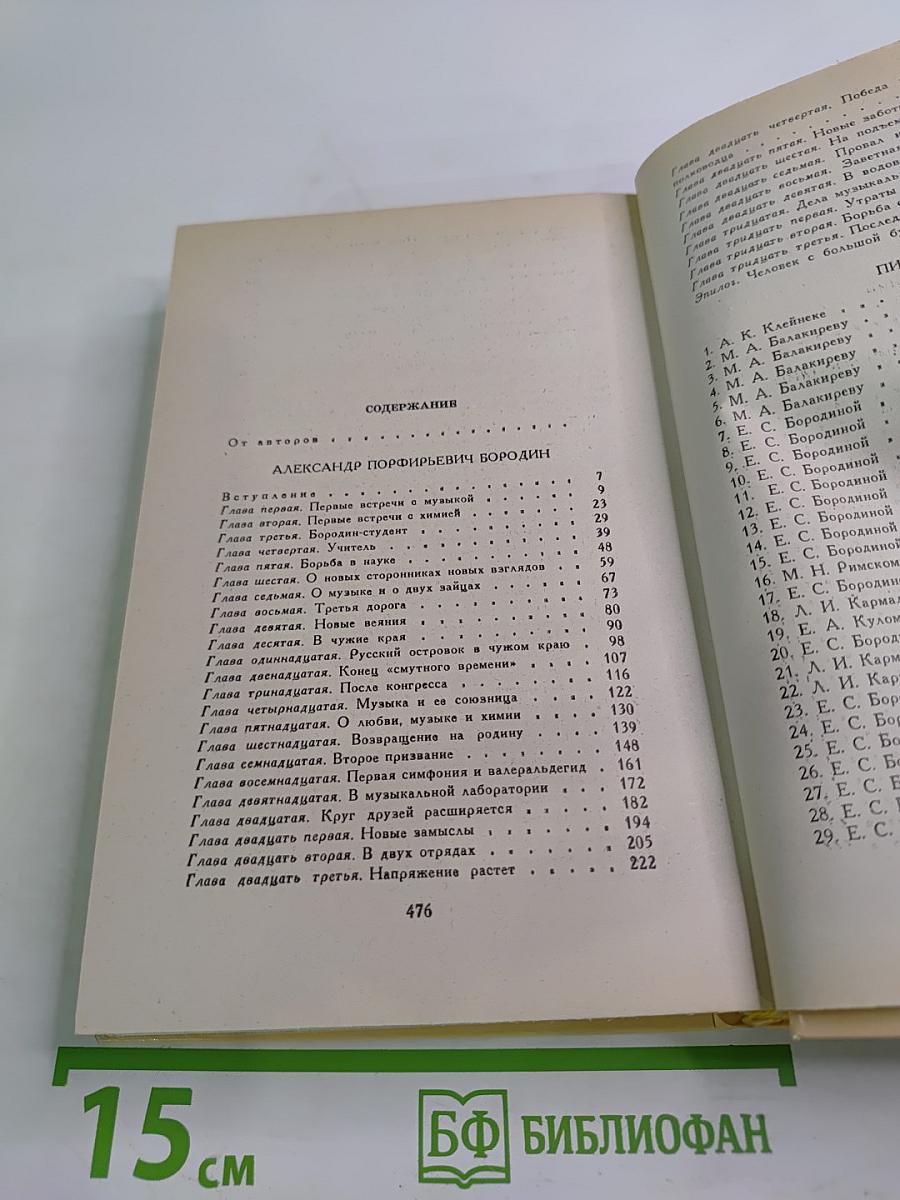 СОДЕРЖАНИЕ
От авторов . . . . . . . . . . . . . . . .
АЛЕКСАНДР ПОРФИРЬЕВИЧ БОРОДИН
Вступление . . . . . . . . . . . . . . . . 7
Глава первая. Первые встречи с музыкой . . . . . . 9
Глава вторая. Первые встречи с химией . . . . . . 23
Глава третья. Бородин-студент . . . . . . . . . 29
Глава четвертая. Учитель . . . . . . . . . . . 39
Глава пятая. Борьба в науке . . . . . . . . . . 48
Глава шестая. О новых сторонниках новых взглядов . . 59
Глава седьмая. О музыке и о двух зайцах . . . . . 67
Глава восьмая. Третья дорога . . . . . . . . . 73
Глава девятая. Новые веяния . . . . . . . . . 80
Глава десятая. В чужие края . . . . . . . . . 90
Глава одиннадцатая. Русский островок в чужом краю . 98
Глава двенадцатая. Конец «смутного времени» . . . . 107
Глава тринадцатая. После конгресса . . . . . . . 116
Глава четырнадцатая. Музыка и ее союзница . . . . 122
Глава пятнадцатая. О любви, музыке и химии . . . . 130
Глава шестнадцатая. Возвращение на родину . . . . 139
Глава семнадцатая. Второе призвание . . . . . . . 148
Глава восемнадцатая. Первая симфония и валеральдегид . 161
Глава девятнадцатая. В музыкальной лаборатории . . . 172
Глава двадцатая. Круг друзей расширяется . . . . . 182
Глава двадцать первая. Новые замыслы . . . . . . 194
Глава двадцать вторая. В двух отрядах . . . . . . 205
Глава двадцать третья. Напряжение растет . . . . . 222
476
Глава двадцать четвертая. Победа
полководца . . . . . . . .
Глава двадцать пятая. Новые забот
Глава двадцать шестая. На подъем
Глава двадцать седьмая. Провал и
Глава двадцать восьмая. Заветная
Глава двадцать девятая. В водов
Глава тридцатая. Дела музыкаль
Глава тридцать первая. Утраты
Глава тридцать вторая. Борьба с
Глава тридцать третья. Послед
Эпилог. Человек с большой бу
ПИ
1. А. К. Клейнеке . .
2. М. А. Балакиреву . .
3. М. А. Балакиреву . .
4. М. А. Балакиреву
5. М. А. Балакиреву
6. М. А. Балакиреву
7. Е. С. Бородиной
8. Е. С. Бородиной
9. Е. С. Бородиной
10. Е. С. Бородиной
11. Е. С. Бородиной
12. Е. С. Бородиной
13. Е. С. Бородиной
14. Е. С. Бородиной
15. Е. С. Бородиной
16. М. Н. Римском
17. Е. С. Бородино
18. Л. И. Кармал
19. Е. А. Кулом
20. Е. С. Бород
21. Л. И. Карм
22. Л. И. Кар
23. Е. С. Бор
24. Е. С. Бор
25. Е. С. Бо
26. Е. С. Бо
27. Е. С. Б
28. Е. С.
29. Е. С.
15 см
БФ БИБЛИОФАН